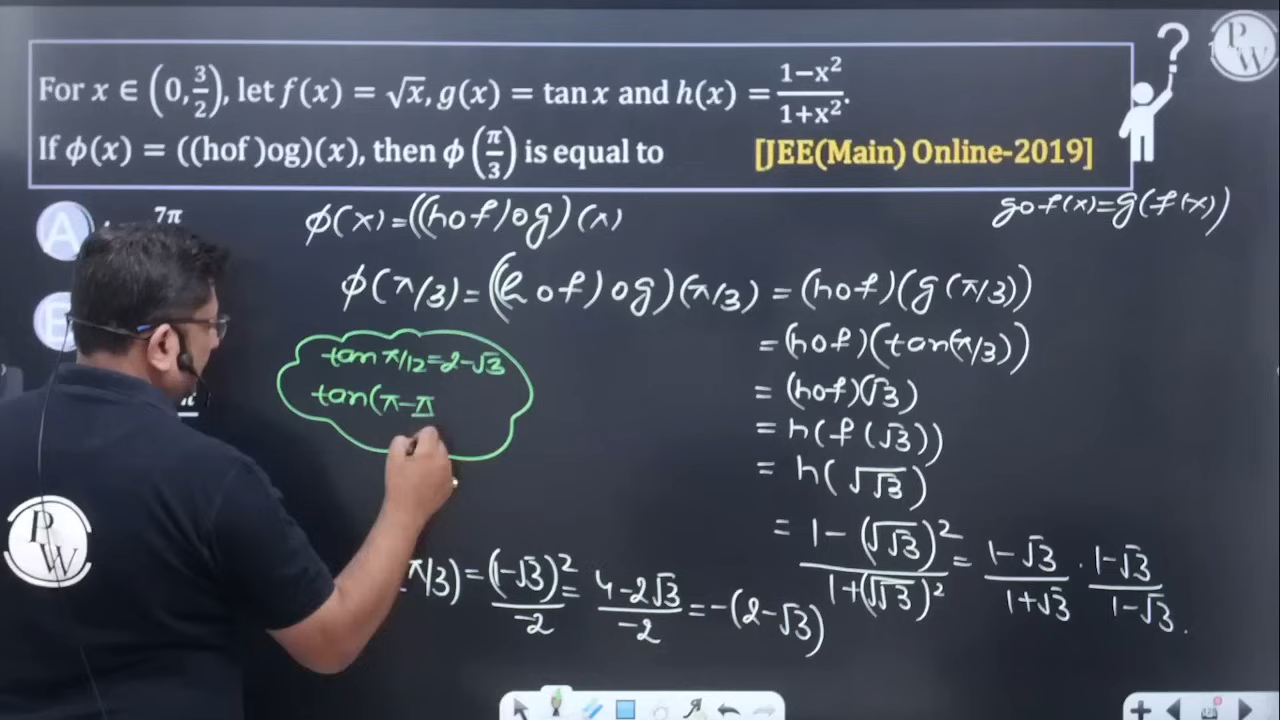 For x ∈ (0, 3/2), let f(x) = √x, g(x) = tan x and h(x) = (1−x²)/(1+x²).
If ϕ(x) = ((hof)og)(x), then ϕ(π/3) is equal to [JEE(Main) Online-2019]
PW
A 7π
ϕ(x)=((hof)og)(x)
gof(x)=g(f(x))
ϕ(π/3)=((hof)og)(π/3) = (hof)(g(π/3))
=(hof)(tan(π/3))
= (hof)(√3)
= h(f(√3))
= h(√√3)
= (1-(√√3)²)/(1+(√√3)²) = (1-√3)/(1+√3) · (1-√3)/(1-√3).
tan π/12=2-√3
tan(π-π
π/3)=(1-√3)²/-2 = (4-2√3)/-2 = -(2-√3)
PW